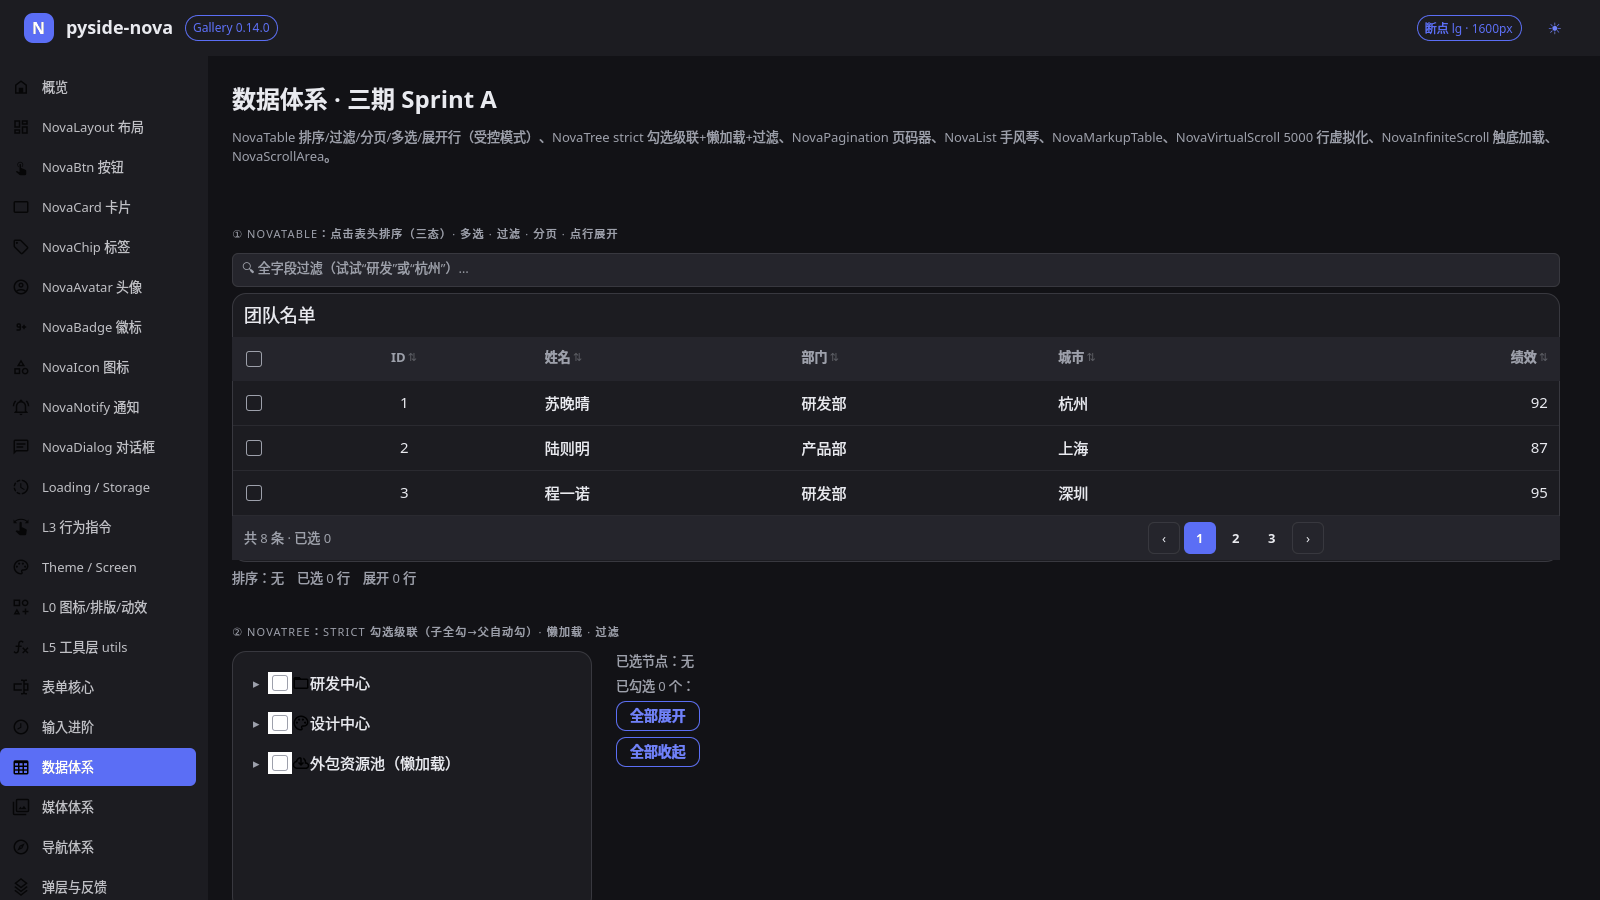 N pyside-nova Gallery 0.14.0 断点 lg · 1600px
概览
NovaLayout 布局
NovaBtn 按钮
NovaCard 卡片
NovaChip 标签
NovaAvatar 头像
9+ NovaBadge 徽标
NovaIcon 图标
NovaNotify 通知
NovaDialog 对话框
Loading / Storage
L3 行为指令
Theme / Screen
L0 图标/排版/动效
L5 工具层 utils
表单核心
输入进阶
数据体系
媒体体系
导航体系
弹层与反馈
数据体系 · 三期 Sprint A
NovaTable 排序/过滤/分页/多选/展开行（受控模式）、NovaTree strict 勾选级联+懒加载+过滤、NovaPagination 页码器、NovaList 手风琴、NovaMarkupTable、NovaVirtualScroll 5000 行虚拟化、NovaInfiniteScroll 触底加载、
NovaScrollArea。
① NOVATABLE：点击表头排序（三态）· 多选 · 过滤 · 分页 · 点行展开
🔍 全字段过滤（试试“研发”或“杭州”）…
团队名单
ID ⇅ 姓名 ⇅ 部门 ⇅ 城市 ⇅ 绩效 ⇅
1 苏晚晴 研发部 杭州 92
2 陆则明 产品部 上海 87
3 程一诺 研发部 深圳 95
共 8 条 · 已选 0 ‹ 1 2 3 ›
排序：无 已选 0 行 展开 0 行
② NOVATREE：STRICT 勾选级联（子全勾→父自动勾）· 懒加载 · 过滤
▸ 研发中心
▸ 设计中心
▸ 外包资源池（懒加载）
已选节点：无
已勾选 0 个：
全部展开
全部收起